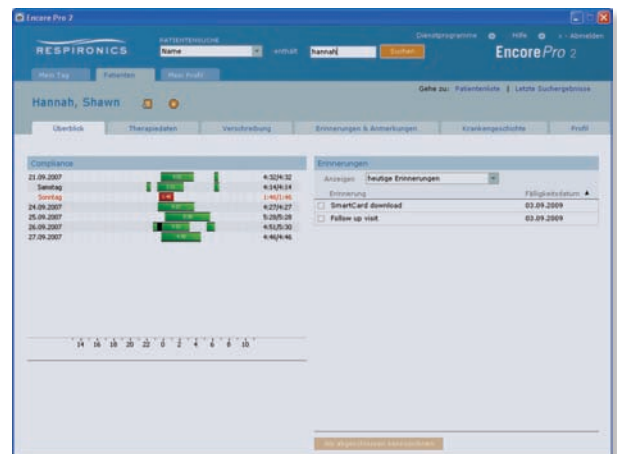 Encore Pro 2
RESPIRONICS
PATIENTENSUCHE
Name enthält hannah Suchen
Dienstprogramme Hilfe x - Abmelden
EncorePro 2
Mein Tag Patienten Mein Profil
Gehe zu: Patientenliste | Letzte Suchergebnisse
Hannah, Shawn
Überblick Therapiedaten Verschreibung Erinnerungen & Anmerkungen Krankengeschichte Profil
Compliance
21.09.2007 4:32/4:32
Samstag 4:14/4:14
Sonntag 1:46/1:46
24.09.2007 4:27/4:27
25.09.2007 5:28/5:28
26.09.2007 4:51/5:30
27.09.2007 4:46/4:46
14 16 18 20 22 0 2 4 6 8 10
Erinnerungen
Anzeigen heutige Erinnerungen
Erinnerung Fälligkeitsdatum
SmartCard download 03.09.2009
Follow up visit 03.09.2009
Als abgeschlossen kennzeichnen